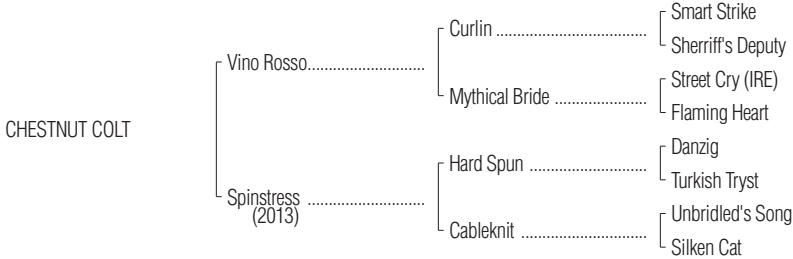 Smart Strike
Curlin ....................................
Sherriff's Deputy
Vino Rosso............................
Street Cry (IRE)
Mythical Bride ......................
Flaming Heart
CHESTNUT COLT
Danzig
Hard Spun ............................
Turkish Tryst
Spinstress ............................
(2013)
Unbridled's Song
Cableknit ..............................
Silken Cat